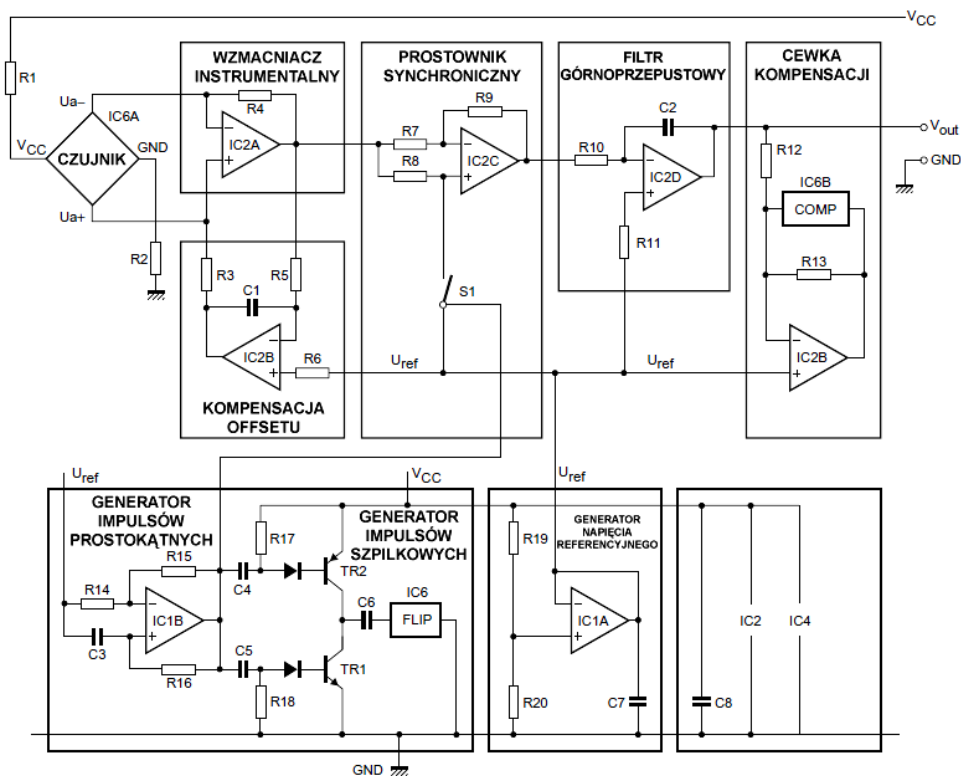 VCC
R1
Ua–
IC6A
VCC
CZUJNIK
GND
Ua+
R2
WZMACNIACZ
INSTRUMENTALNY
R4
IC2A
R3
R5
C1
IC2B
R6
KOMPENSACJA
OFFSETU
PROSTOWNIK
SYNCHRONICZNY
R9
R7
R8
IC2C
S1
Uref
FILTR
GÓRNOPRZEPUSTOWY
C2
R10
IC2D
R11
Uref
CEWKA
KOMPENSACJI
R12
IC6B
COMP
R13
IC2B
Vout
GND
Uref
VCC
Uref
GENERATOR
IMPULSÓW
PROSTOKĄTNYCH
R15
R14
IC1B
C3
R16
GENERATOR
IMPULSÓW
SZPILKOWYCH
R17
C4
TR2
C6
IC6
FLIP
C5
TR1
R18
GND
GENERATOR
NAPIĘCIA
REFERENCYJNEGO
R19
IC1A
R20
C7
C8
IC2
IC4